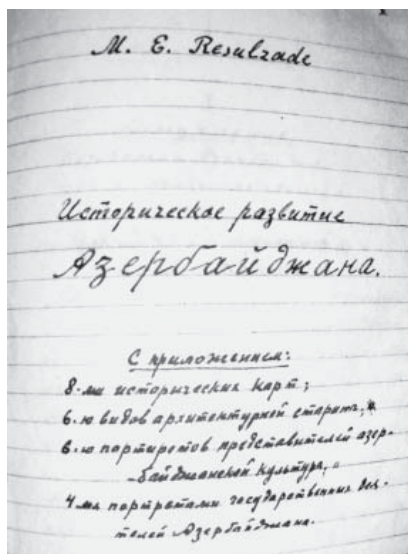 M. E. Resulzade
Историческое развитие
Азербайджана.
С приложением:
8-ми исторических карт;
6-ю видов архитектурной старины;
6-ю портретов представителей азер-
-байджанской культуры,
4-мя портретами государственных дея-
телей Азербайджана.